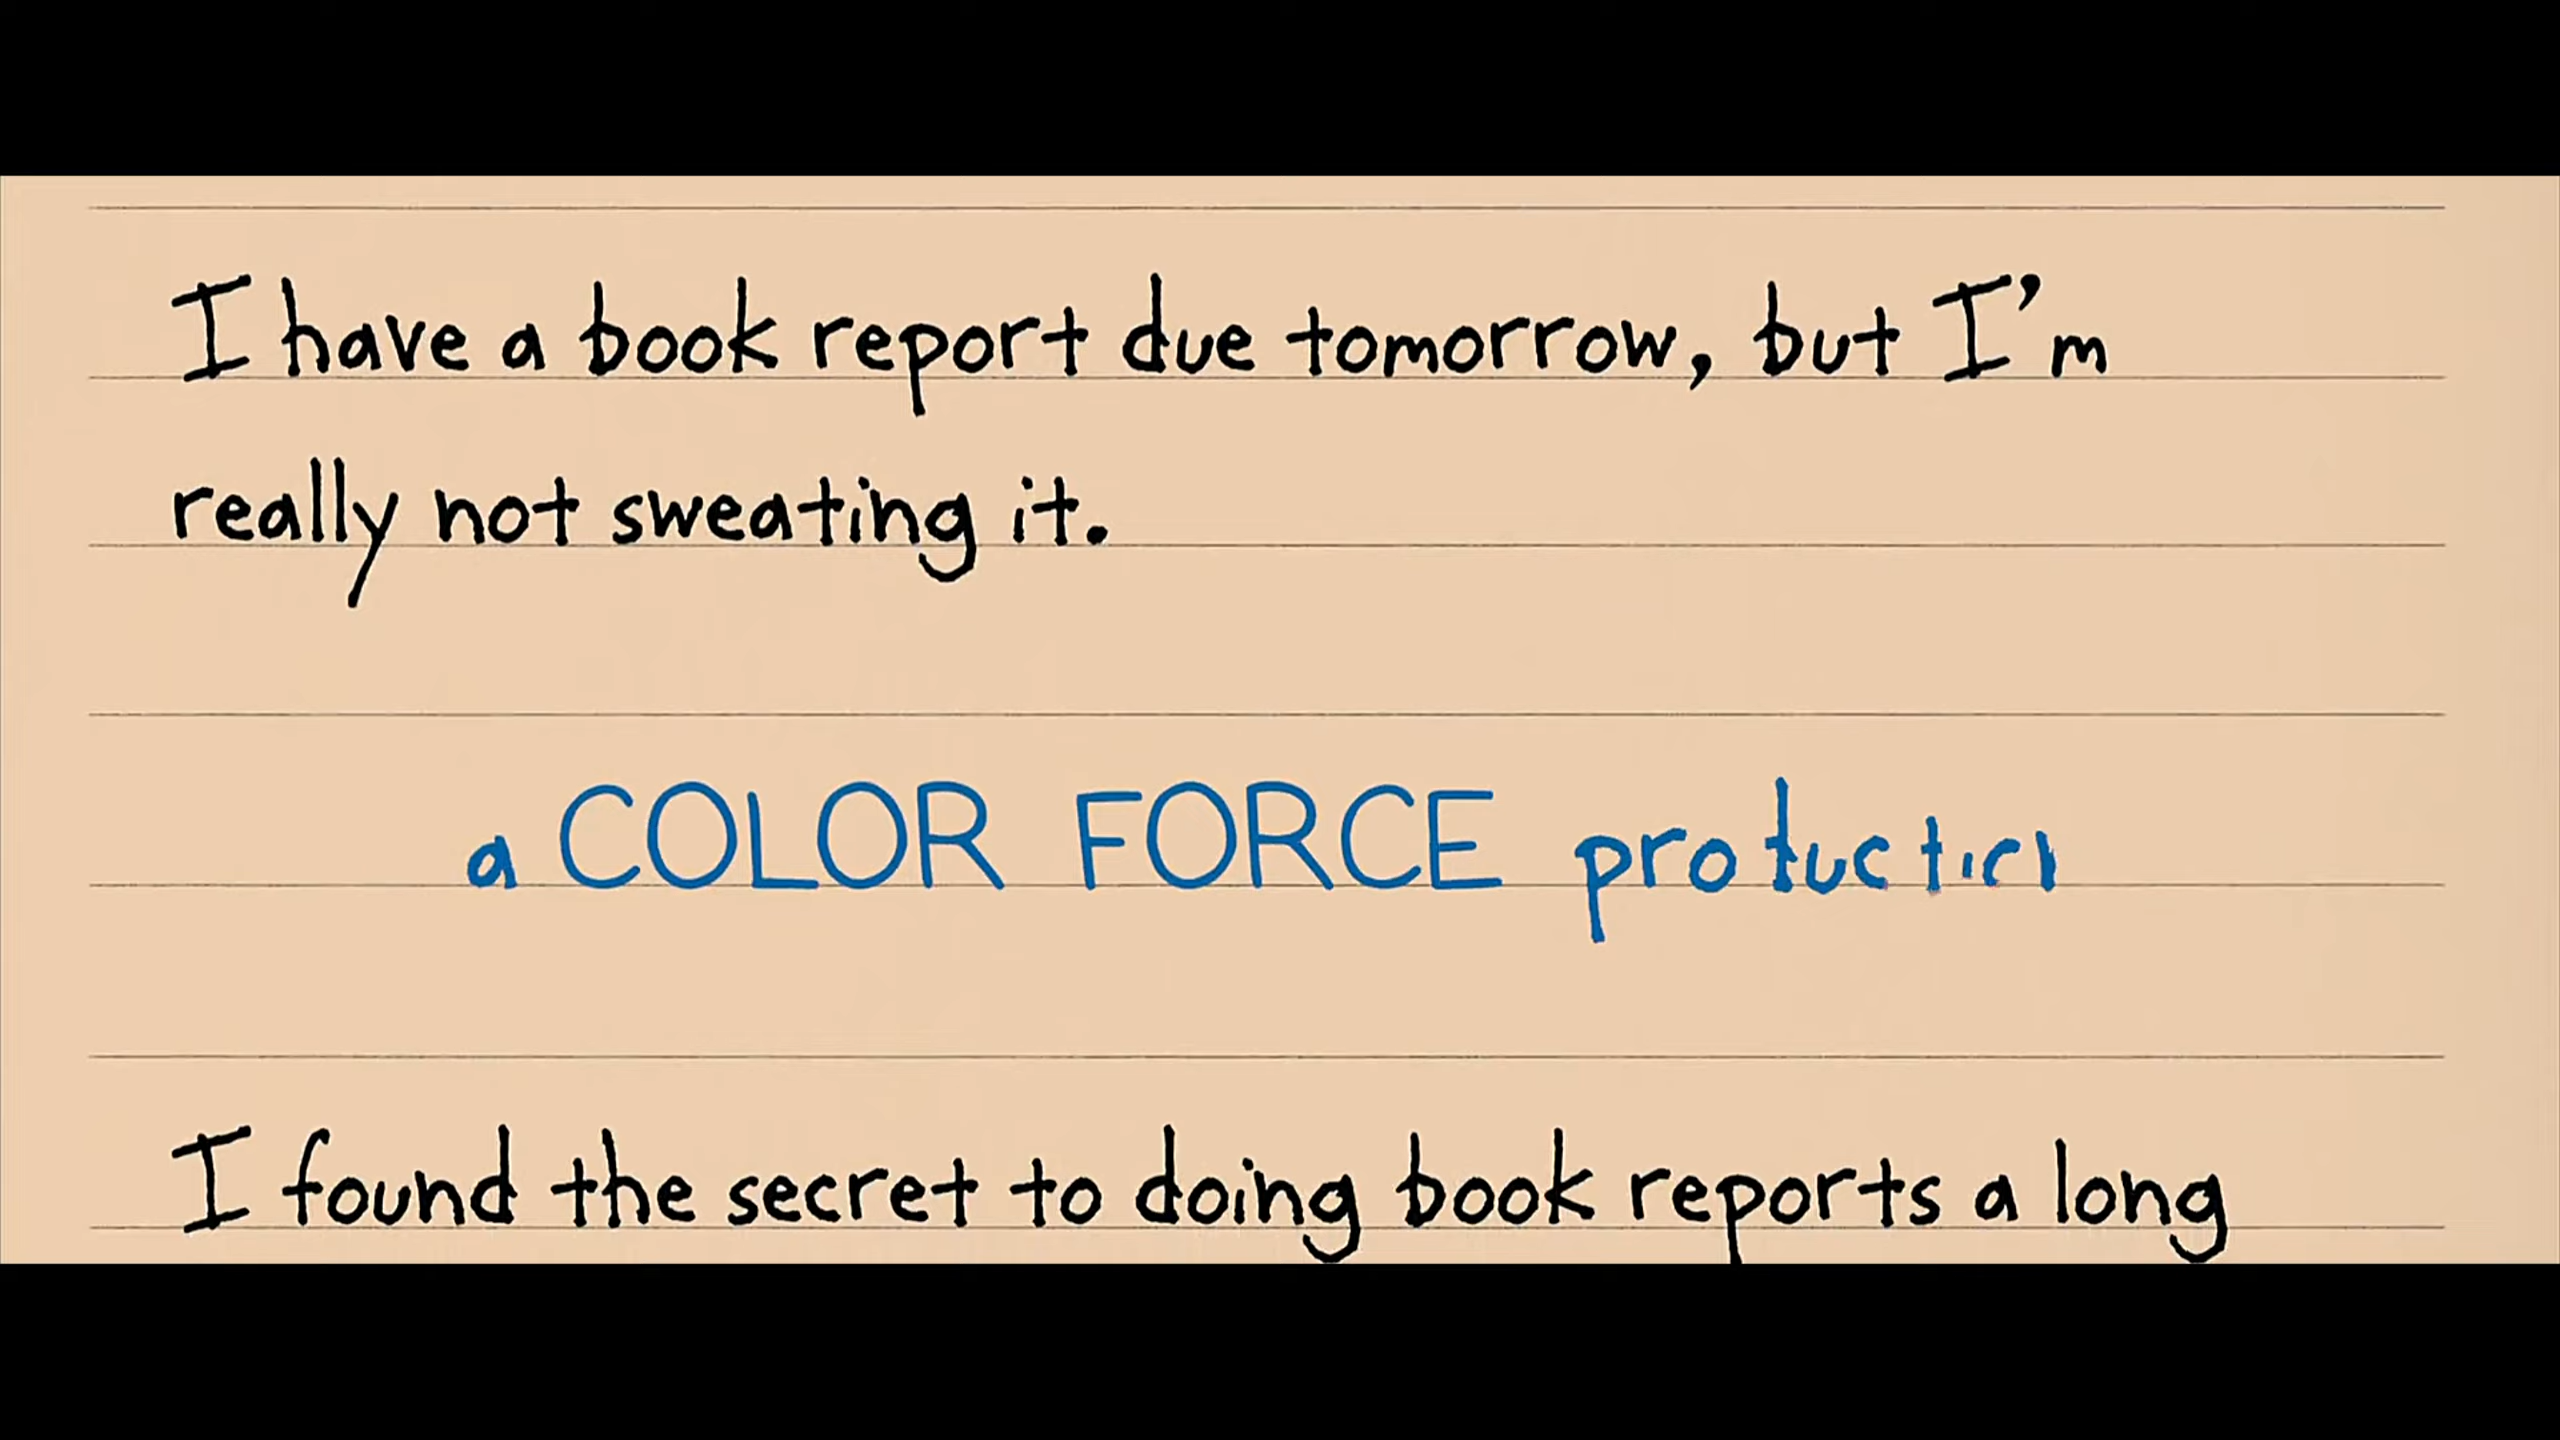 I have a book report due tomorrow, but I'm
really not sweating it.
a COLOR FORCE
I found the secret to doing book reports a long